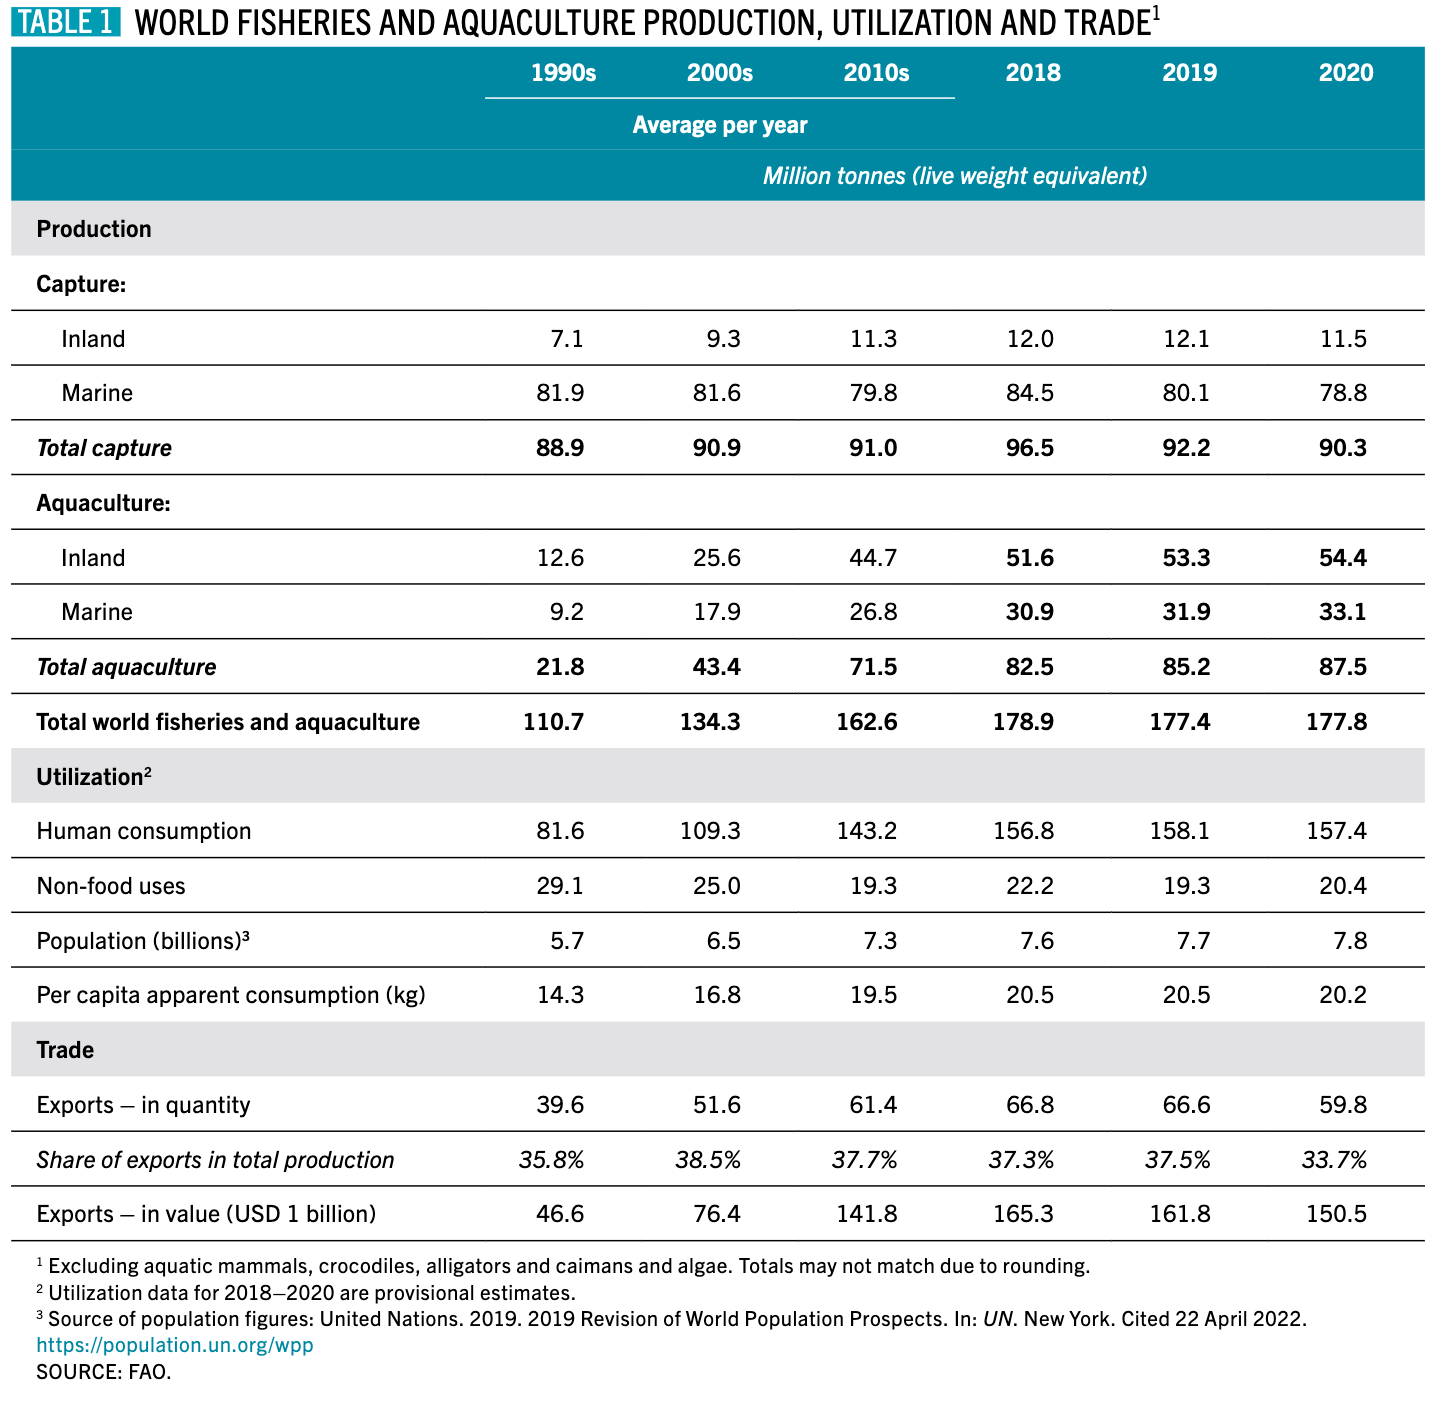 TABLE 1 WORLD FISHERIES AND AQUACULTURE PRODUCTION, UTILIZATION AND TRADE¹
1990s 2000s 2010s 2018 2019 2020
Average per year
Million tonnes (live weight equivalent)
Production
Capture:
Inland 7.1 9.3 11.3 12.0 12.1 11.5
Marine 81.9 81.6 79.8 84.5 80.1 78.8
Total capture 88.9 90.9 91.0 96.5 92.2 90.3
Aquaculture:
Inland 12.6 25.6 44.7 51.6 53.3 54.4
Marine 9.2 17.9 26.8 30.9 31.9 33.1
Total aquaculture 21.8 43.4 71.5 82.5 85.2 87.5
Total world fisheries and aquaculture 110.7 134.3 162.6 178.9 177.4 177.8
Utilization²
Human consumption 81.6 109.3 143.2 156.8 158.1 157.4
Non-food uses 29.1 25.0 19.3 22.2 19.3 20.4
Population (billions)³ 5.7 6.5 7.3 7.6 7.7 7.8
Per capita apparent consumption (kg) 14.3 16.8 19.5 20.5 20.5 20.2
Trade
Exports – in quantity 39.6 51.6 61.4 66.8 66.6 59.8
Share of exports in total production 35.8% 38.5% 37.7% 37.3% 37.5% 33.7%
Exports – in value (USD 1 billion) 46.6 76.4 141.8 165.3 161.8 150.5
¹ Excluding aquatic mammals, crocodiles, alligators and caimans and algae. Totals may not match due to rounding.
² Utilization data for 2018–2020 are provisional estimates.
³ Source of population figures: United Nations. 2019. 2019 Revision of World Population Prospects. In: UN. New York. Cited 22 April 2022.
https://population.un.org/wpp
SOURCE: FAO.